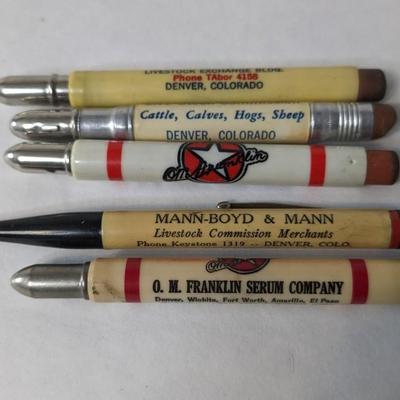 LIVESTOCK EXCHANGE BLDG.
Phone TAbor 4158
DENVER, COLORADO
Cattle, Calves, Hogs, Sheep
DENVER, COLORADO
O.M. Franklin
MANN-BOYD & MANN
Livestock Commission Merchants
Phone Keystone 1319 -- DENVER, COLO.
O. M. FRANKLIN SERUM COMPANY
Denver, Wichita, Fort Worth, Amarillo, El Paso